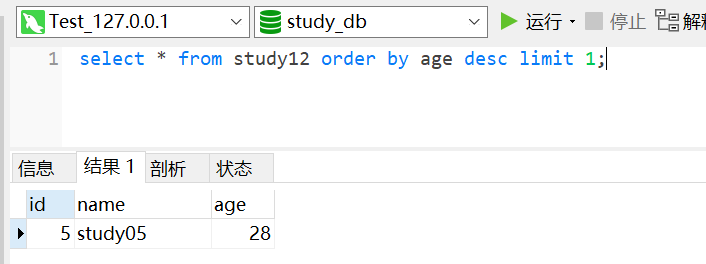 Test_127.0.0.1 study_db 运行 停止 解释
1 select * from study12 order by age desc limit 1;
信息 结果 1 剖析 状态
id name age
5 study05 28